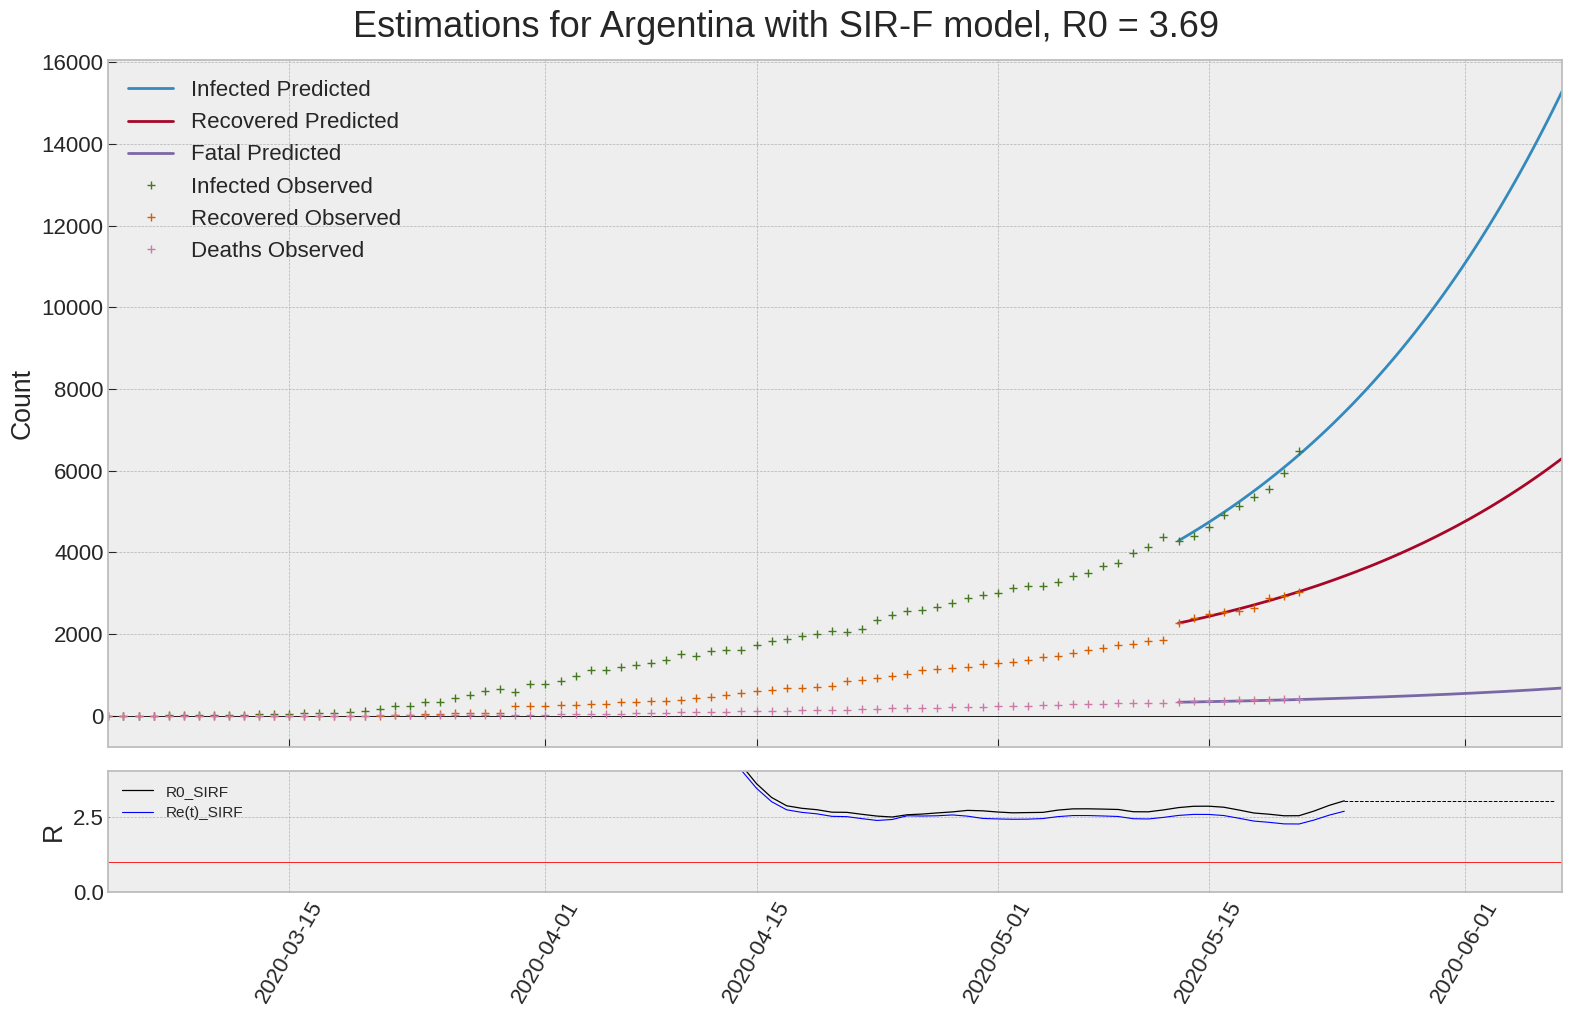 Estimations for Argentina with SIR-F model, R0 = 3.69
16000
14000
12000
10000
8000
6000
4000
2000
0
Count
Infected Predicted
Recovered Predicted
Fatal Predicted
Infected Observed
Recovered Observed
Deaths Observed
2.5
0.0
R
R0_SIRF
Re(t)_SIRF
2020-03-15
2020-04-01
2020-04-15
2020-05-01
2020-05-15
2020-06-01